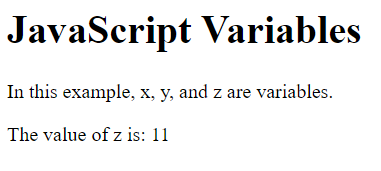 JavaScript Variables
In this example, x, y, and z are variables.
The value of z is: 11